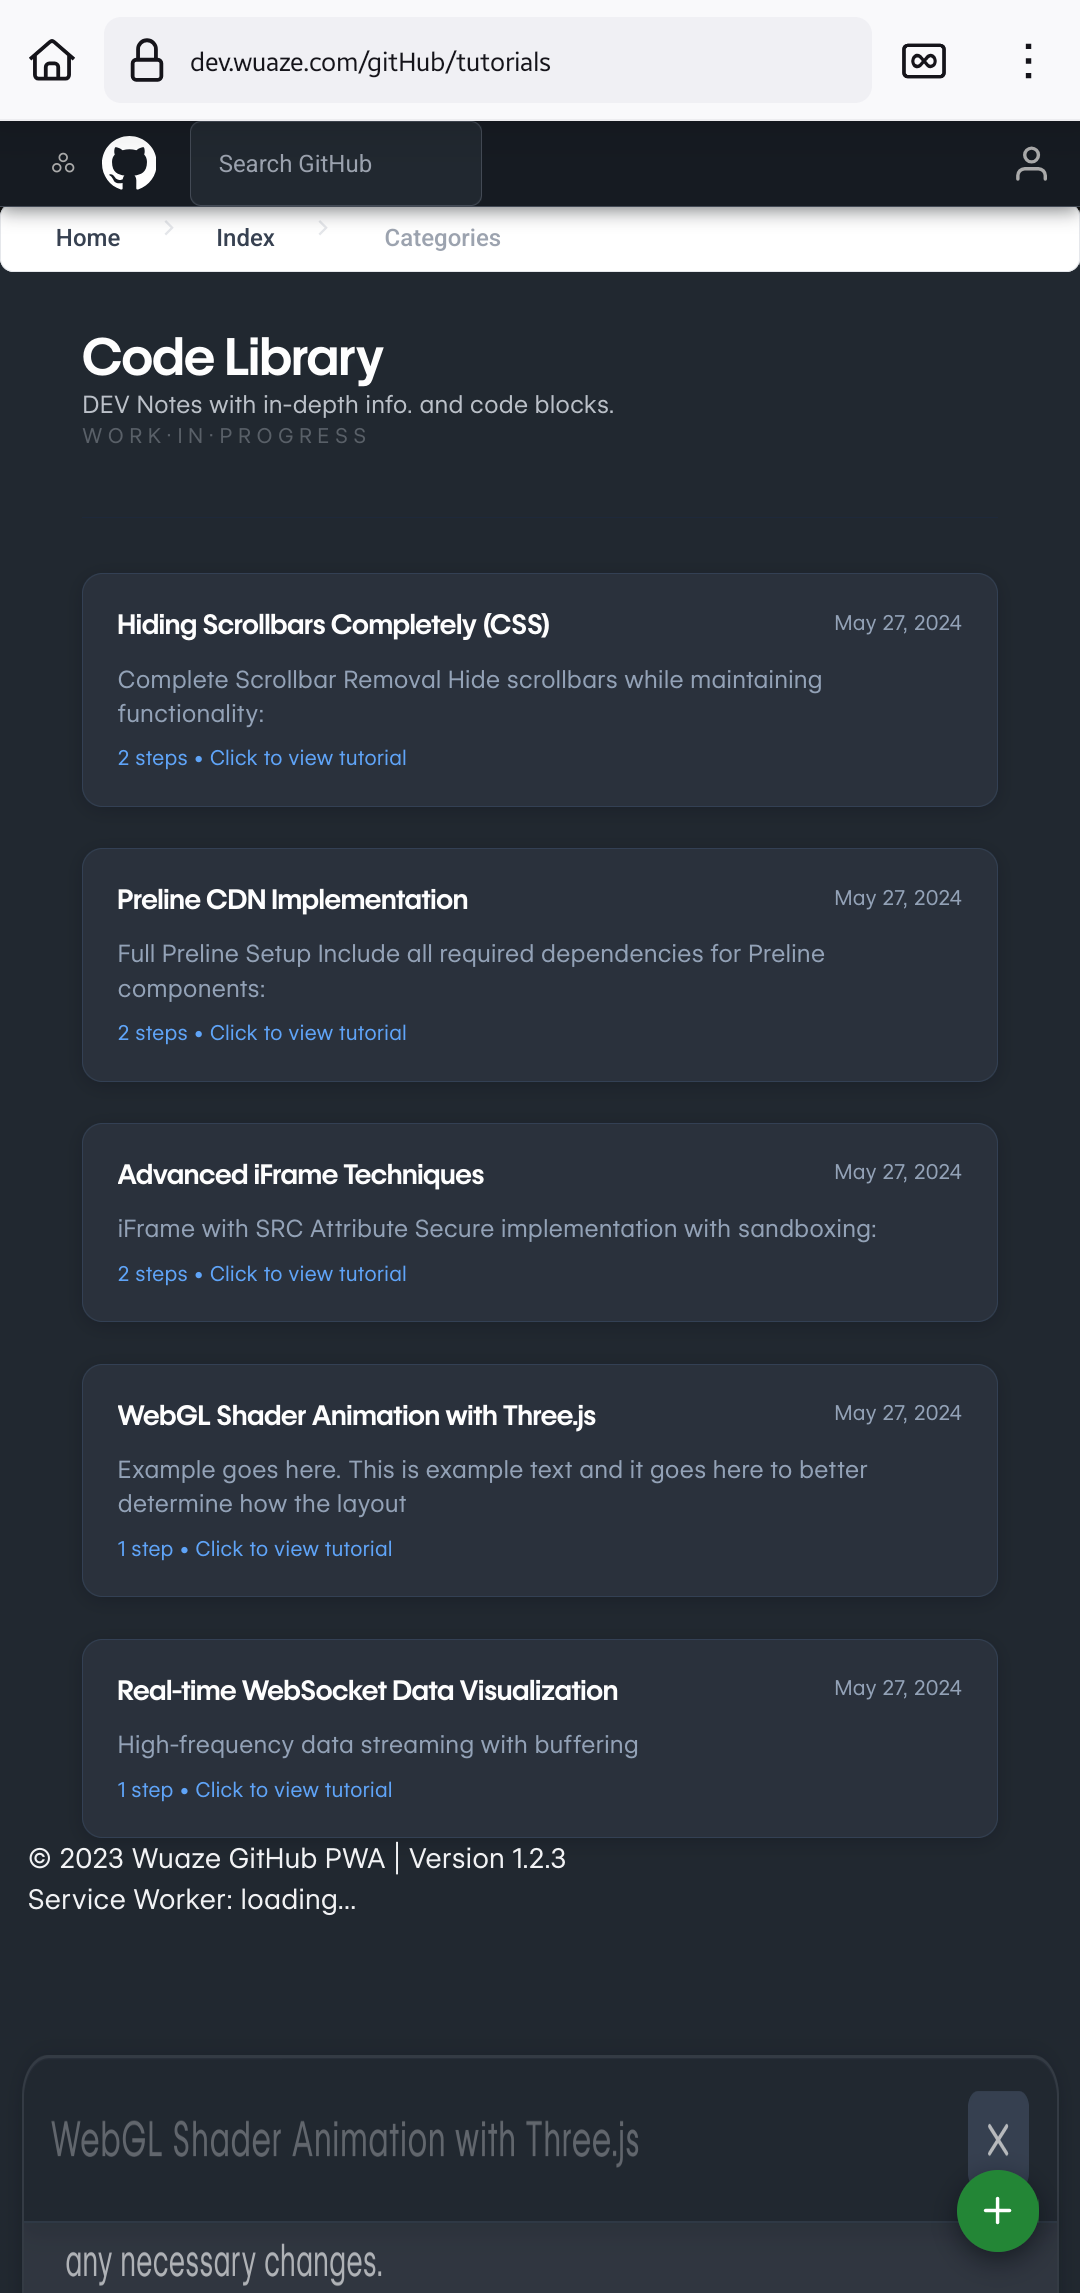 dev.wuaze.com/gitHub/tutorials
Search GitHub
Home Index Categories
Code Library
DEV Notes with in-depth info. and code blocks.
WORK·IN·PROGRESS
Hiding Scrollbars Completely (CSS) May 27, 2024
Complete Scrollbar Removal Hide scrollbars while maintaining
functionality:
2 steps • Click to view tutorial
Preline CDN Implementation May 27, 2024
Full Preline Setup Include all required dependencies for Preline
components:
2 steps • Click to view tutorial
Advanced iFrame Techniques May 27, 2024
iFrame with SRC Attribute Secure implementation with sandboxing:
2 steps • Click to view tutorial
WebGL Shader Animation with Three.js May 27, 2024
Example goes here. This is example text and it goes here to better
determine how the layout
1 step • Click to view tutorial
Real-time WebSocket Data Visualization May 27, 2024
High-frequency data streaming with buffering
1 step • Click to view tutorial
© 2023 Wuaze GitHub PWA | Version 1.2.3
Service Worker: loading...
WebGL Shader Animation with Three.js X
+
any necessary changes.